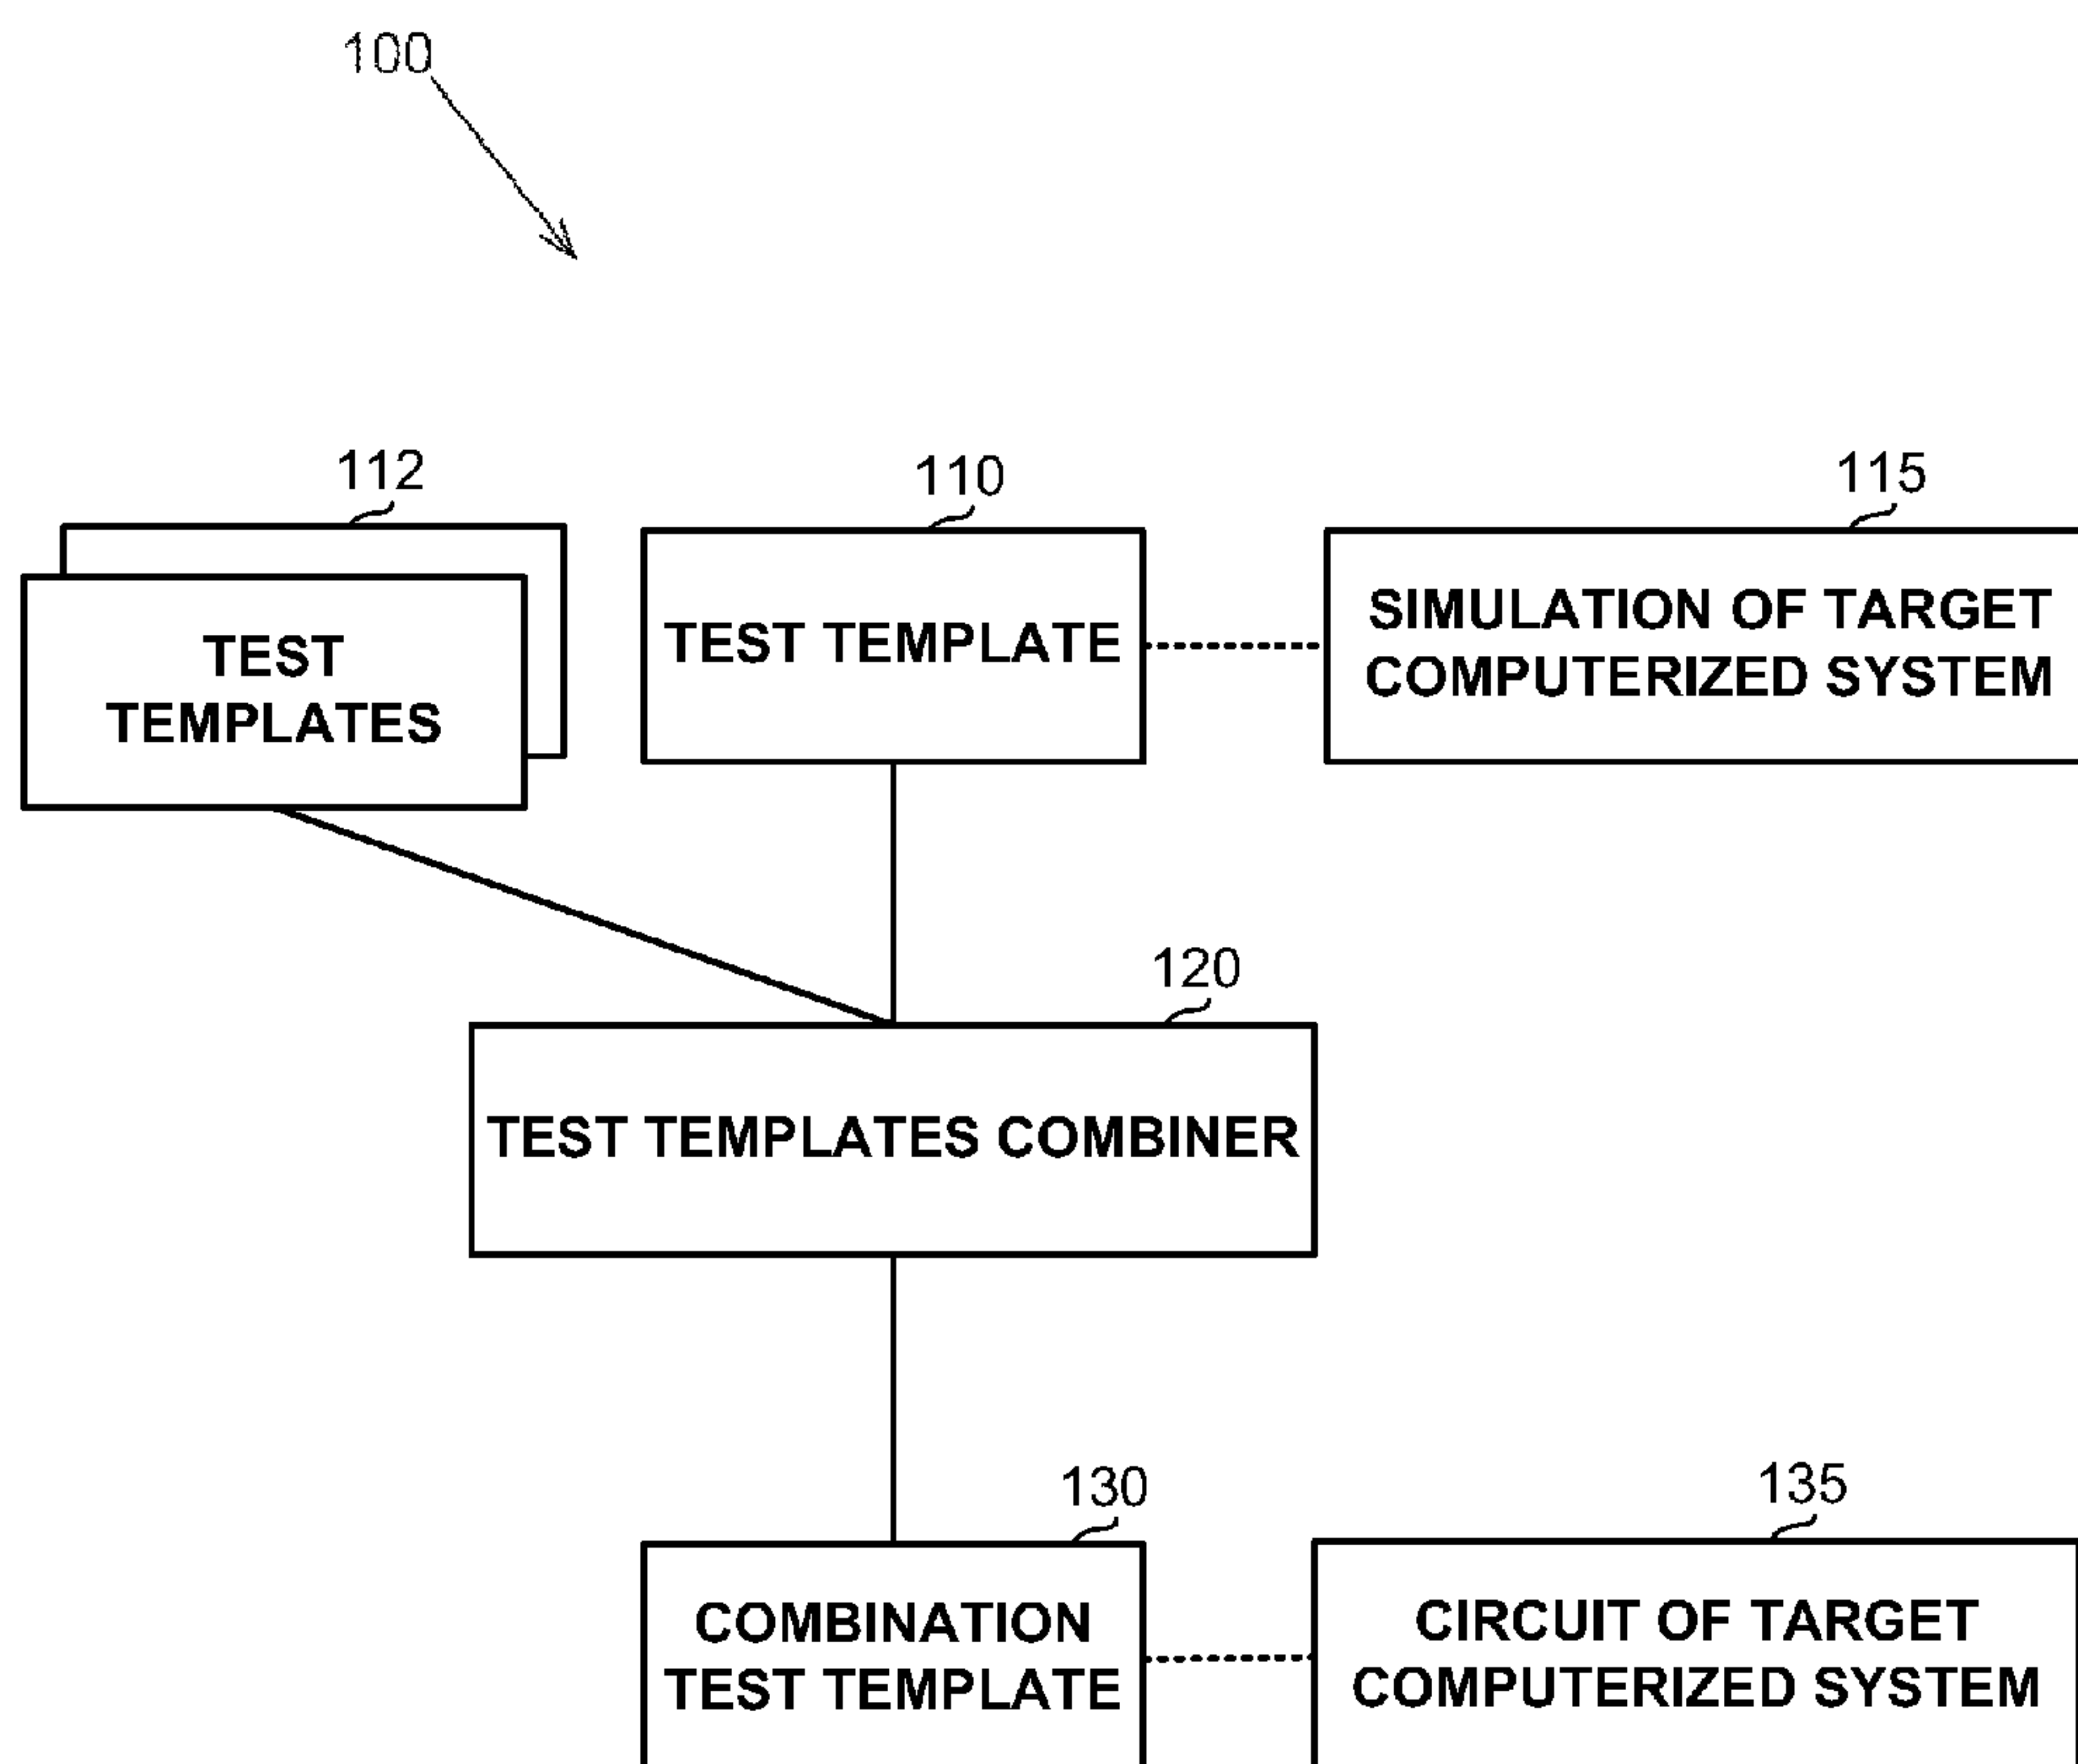 100
112
110
115
TEST
TEMPLATES
TEST TEMPLATE
SIMULATION OF TARGET
COMPUTERIZED SYSTEM
120
TEST TEMPLATES COMBINER
130
135
COMBINATION
TEST TEMPLATE
CIRCUIT OF TARGET
COMPUTERIZED SYSTEM